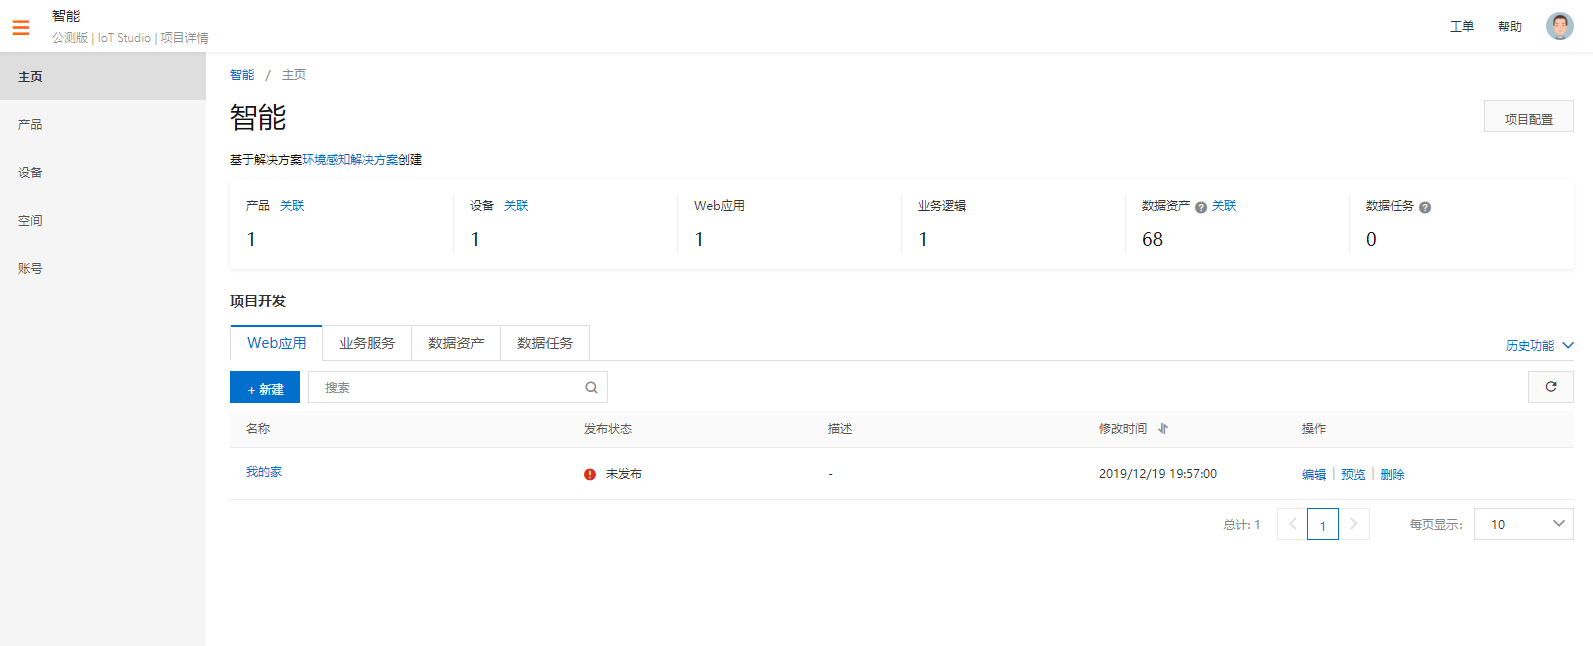 智能
公测版 | IoT Studio | 项目详情
工单 帮助
主页
产品
设备
空间
账号
智能 / 主页
智能
项目配置
基于解决方案环境感知解决方案创建
产品 关联 设备 关联 Web应用 业务逻辑 数据资产 ? 关联 数据任务 ?
1 1 1 1 68 0
项目开发
Web应用 业务服务 数据资产 数据任务 历史功能
+ 新建 搜索
名称 发布状态 描述 修改时间 操作
我的家 未发布 - 2019/12/19 19:57:00 编辑 | 预览 | 删除
总计: 1 1 每页显示: 10